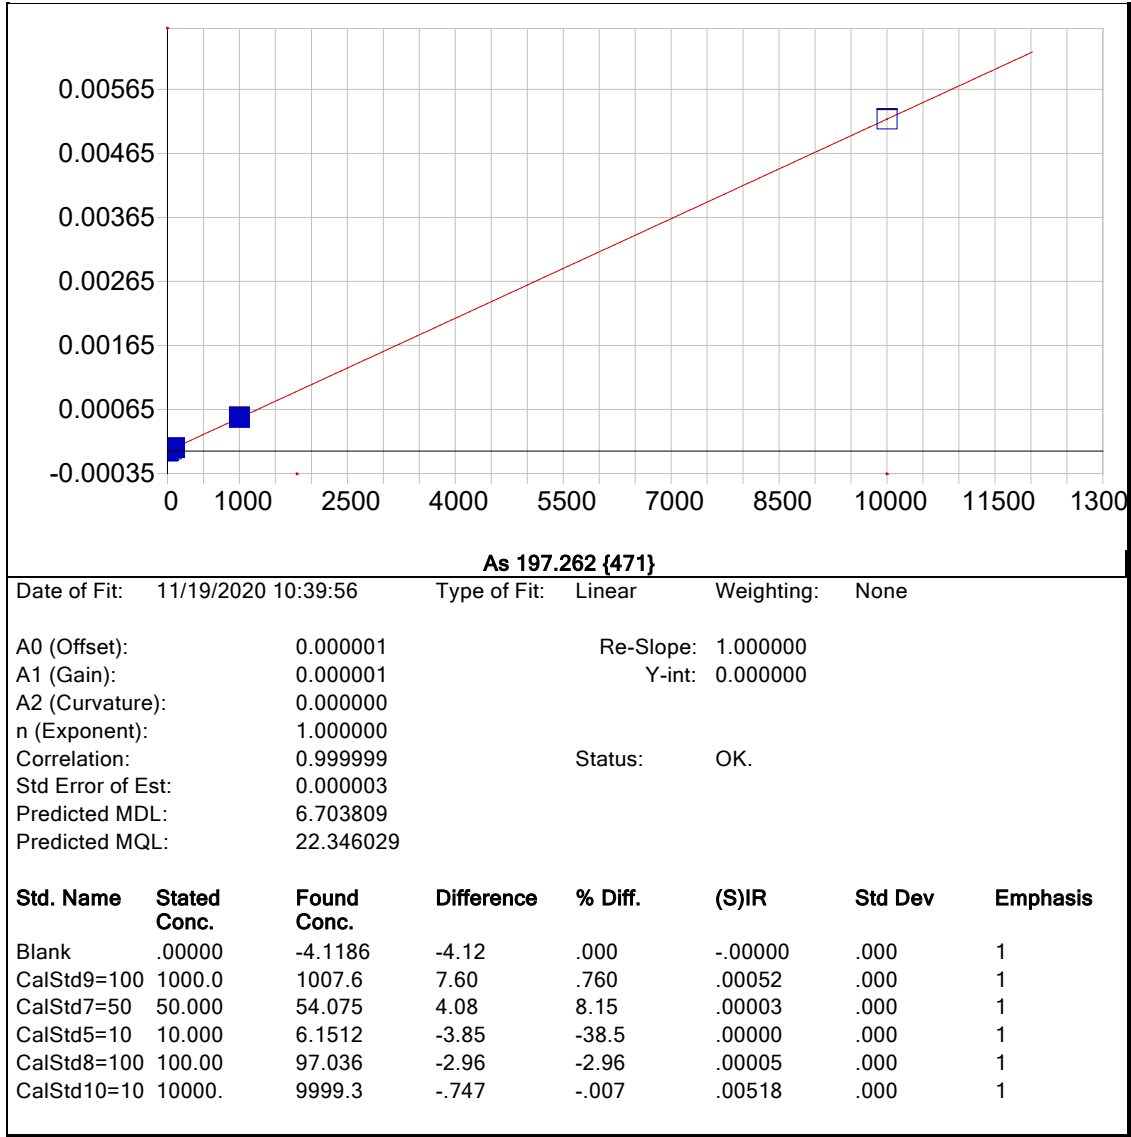 0.00565
0.00465
0.00365
0.00265
0.00165
0.00065
-0.00035
0 1000 2500 4000 5500 7000 8500 10000 11500 1300
As 197.262 {471}
Date of Fit: 11/19/2020 10:39:56 Type of Fit: Linear Weighting: None
A0 (Offset): 0.000001 Re-Slope: 1.000000
A1 (Gain): 0.000001 Y-int: 0.000000
A2 (Curvature): 0.000000
n (Exponent): 1.000000
Correlation: 0.999999 Status: OK.
Std Error of Est: 0.000003
Predicted MDL: 6.703809
Predicted MQL: 22.346029
Std. Name Stated Found Difference % Diff. (S)IR Std Dev Emphasis
Conc. Conc.
Blank .00000 -4.1186 -4.12 .000 -.00000 .000 1
CalStd9=100 1000.0 1007.6 7.60 .760 .00052 .000 1
CalStd7=50 50.000 54.075 4.08 8.15 .00003 .000 1
CalStd5=10 10.000 6.1512 -3.85 -38.5 .00000 .000 1
CalStd8=100 100.00 97.036 -2.96 -2.96 .00005 .000 1
CalStd10=10 10000. 9999.3 -.747 -.007 .00518 .000 1